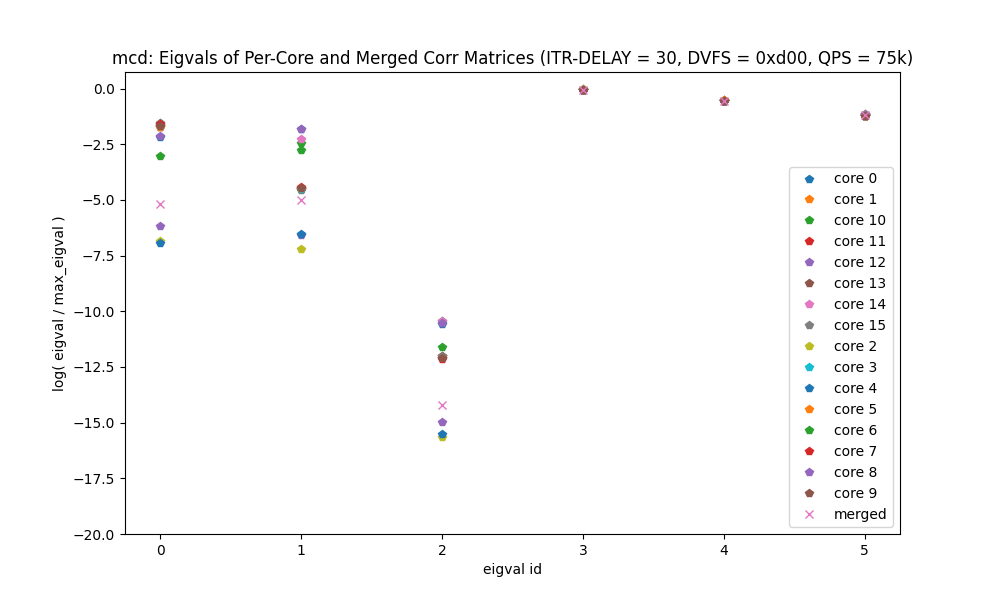 mcd: Eigvals of Per-Core and Merged Corr Matrices (ITR-DELAY = 30, DVFS = 0xd00, QPS = 75k)
log( eigval / max_eigval )
0.0
−2.5
−5.0
−7.5
−10.0
−12.5
−15.0
−17.5
−20.0
core 0
core 1
core 10
core 11
core 12
core 13
core 14
core 15
core 2
core 3
core 4
core 5
core 6
core 7
core 8
core 9
merged
0 1 2 3 4 5
eigval id